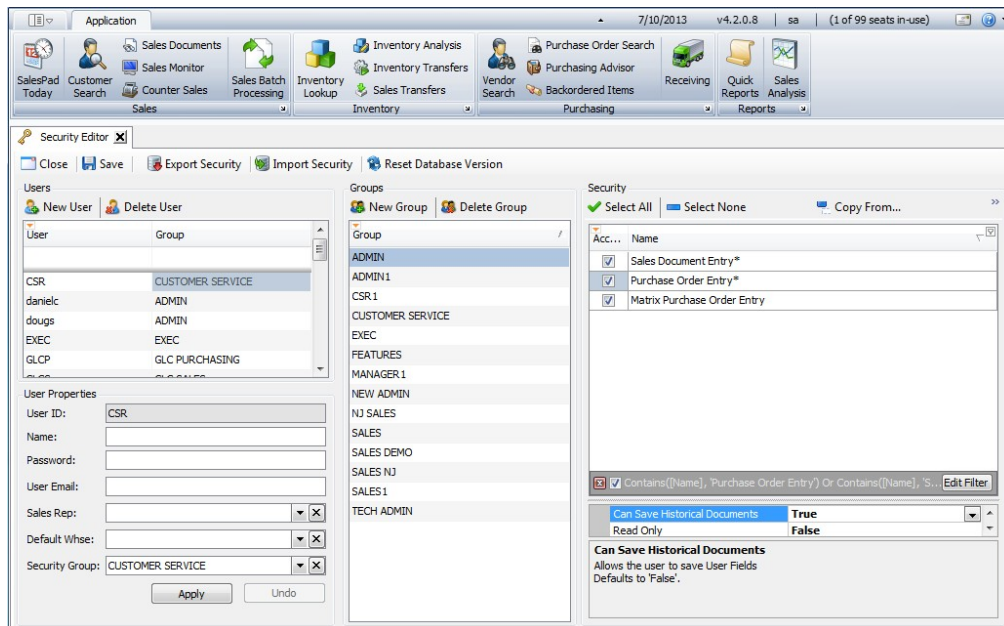 Application
7/10/2013
v4.2.0.8
sa
(1 of 99 seats in-use)
SalesPad Today
Customer Search
Sales Documents
Sales Monitor
Counter Sales
Sales Batch Processing
Sales
Inventory Lookup
Inventory Analysis
Inventory Transfers
Sales Transfers
Inventory
Vendor Search
Purchase Order Search
Purchasing Advisor
Backordered Items
Receiving
Purchasing
Quick Reports
Sales Analysis
Reports
Security Editor
Close Save Export Security Import Security Reset Database Version
Users
New User Delete User
User Group
CSR CUSTOMER SERVICE
danielc ADMIN
dougs ADMIN
EXEC EXEC
GLCP GLC PURCHASING
User Properties
User ID: CSR
Name:
Password:
User Email:
Sales Rep:
Default Whse:
Security Group: CUSTOMER SERVICE
Apply Undo
Groups
New Group Delete Group
Group
ADMIN
ADMIN1
CSR1
CUSTOMER SERVICE
EXEC
FEATURES
MANAGER1
NEW ADMIN
NJ SALES
SALES
SALES DEMO
SALES NJ
SALES1
TECH ADMIN
Security
Select All Select None Copy From...
Acc... Name
Sales Document Entry*
Purchase Order Entry*
Matrix Purchase Order Entry
Contains([Name], 'Purchase Order Entry') Or Contains([Name], 'S... Edit Filter
Can Save Historical Documents True
Read Only False
Can Save Historical Documents
Allows the user to save User Fields
Defaults to 'False'.